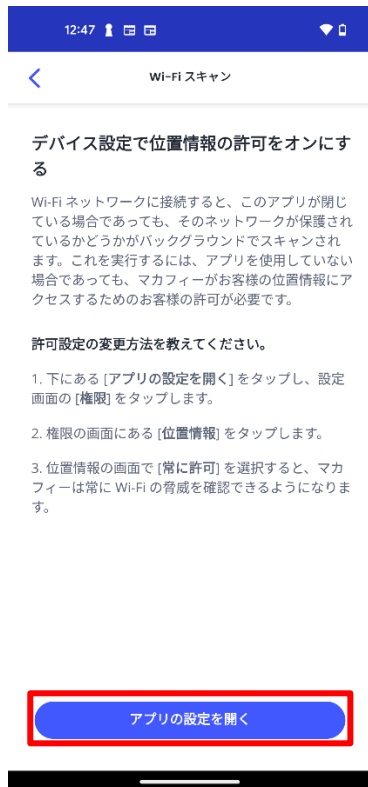 12:47
Wi-Fi スキャン
デバイス設定で位置情報の許可をオンにす
る
Wi-Fi ネットワークに接続すると、このアプリが閉じ
ている場合であっても、そのネットワークが保護され
ているかどうかがバックグラウンドでスキャンされ
ます。これを実行するには、アプリを使用していない
場合であっても、マカフィーがお客様の位置情報にア
クセスするためのお客様の許可が必要です。
許可設定の変更方法を教えてください。
1. 下にある [アプリの設定を開く] をタップし、設定
画面の [権限] をタップします。
2. 権限の画面にある [位置情報] をタップします。
3. 位置情報の画面で [常に許可] を選択すると、マカ
フィーは常に Wi-Fi の脅威を確認できるようになりま
す。
アプリの設定を開く